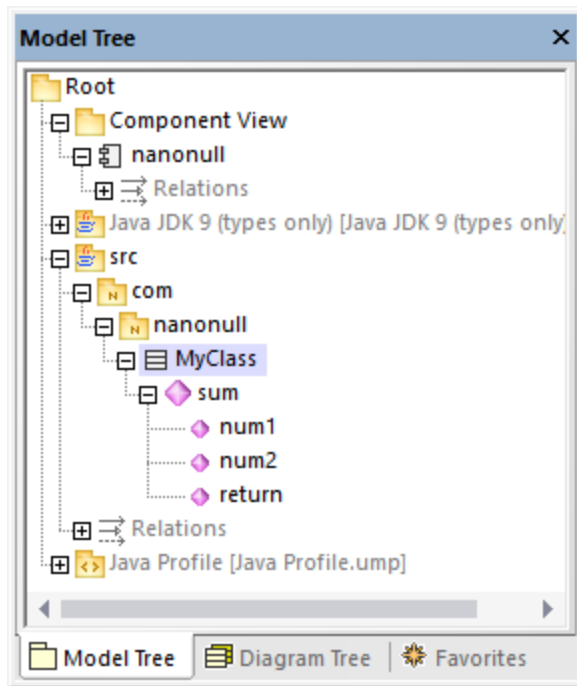 Model Tree
Root
Component View
nanonull
Relations
Java JDK 9 (types only) [Java JDK 9 (types only)
src
N com
N nanonull
MyClass
sum
num1
num2
return
Relations
Java Profile [Java Profile.ump]
Model Tree Diagram Tree Favorites